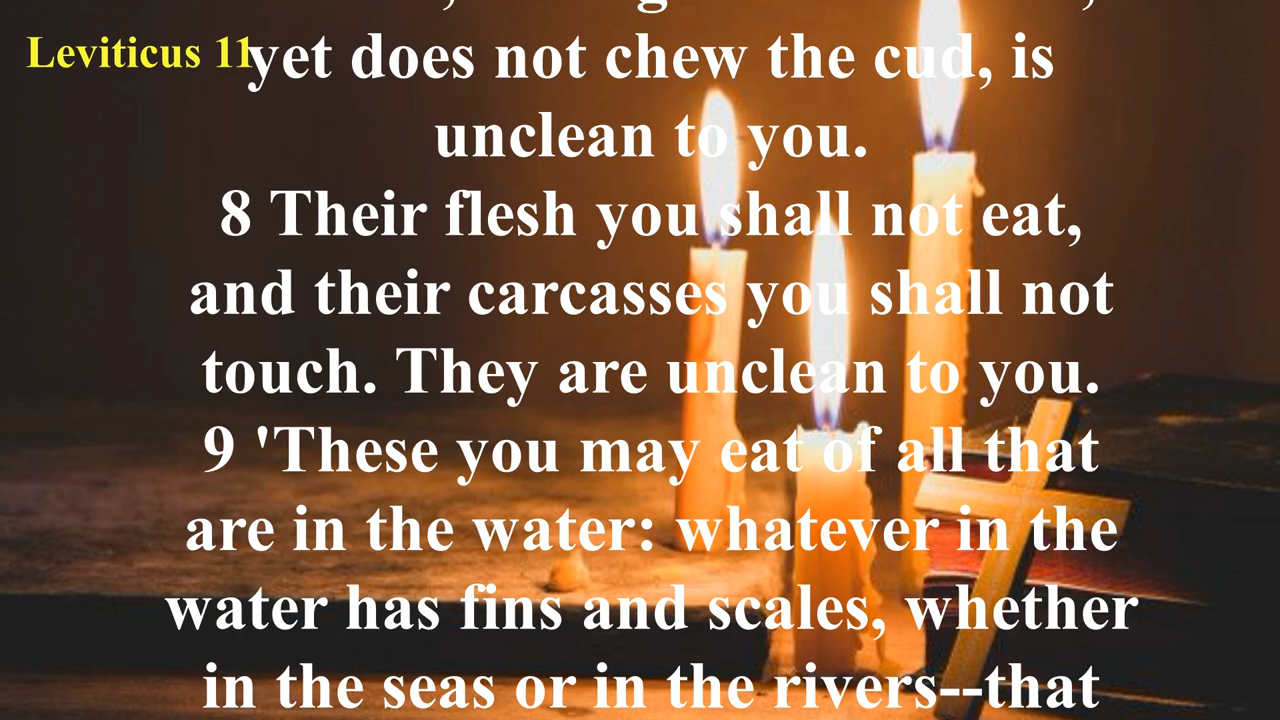 Leviticus 11
yet does not chew the cud, is
unclean to you.
8 Their flesh you shall not eat,
and their carcasses you shall not
touch. They are unclean to you.
9 'These you may eat of all that
are in the water: whatever in the
water has fins and scales, whether
in the seas or in the rivers--that